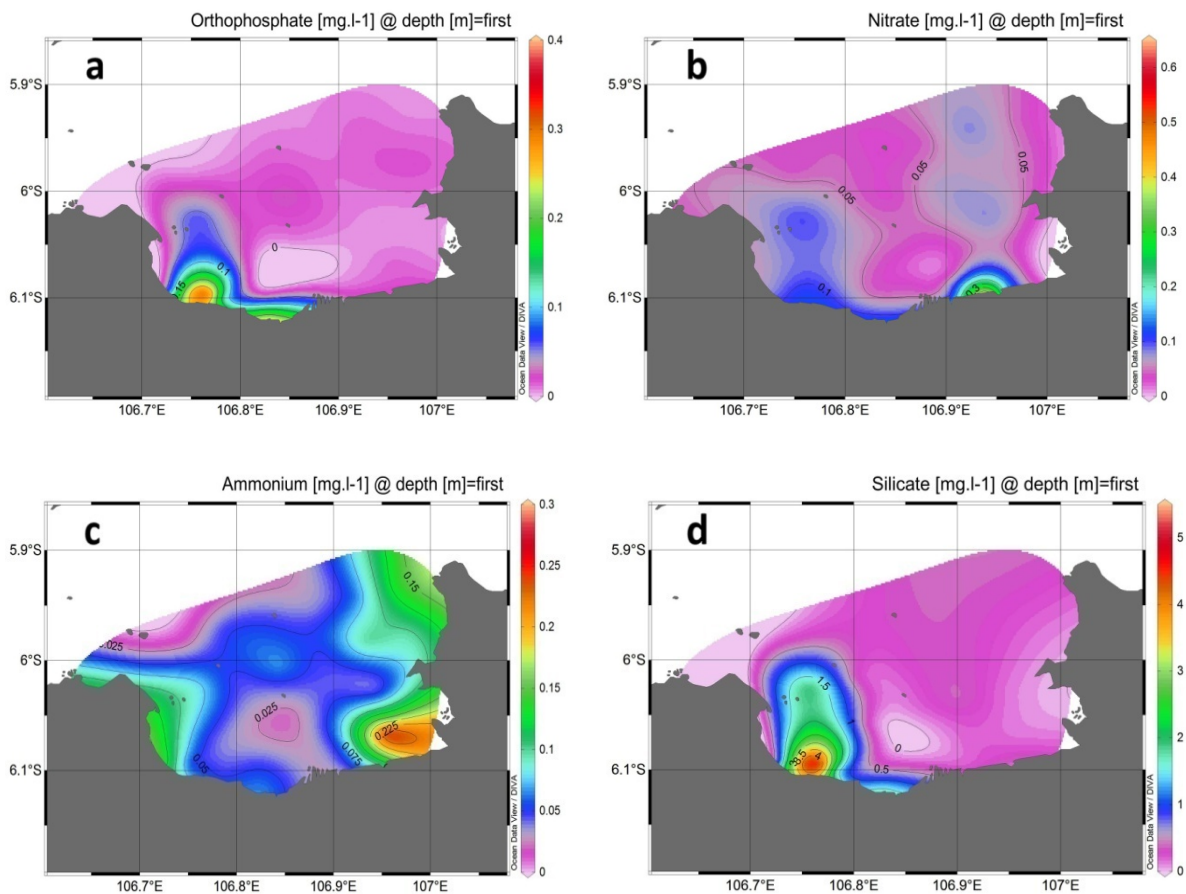 Orthophosphate [mg.l-1] @ depth [m]=first
a
5.9°S
6°S
6.1°S
106.7°E
106.8°E
106.9°E
107°E
0
0.1
0.15
0.4
0.3
0.2
0.1
0
Ocean Data View / DIVA
Nitrate [mg.l-1] @ depth [m]=first
b
5.9°S
6°S
6.1°S
106.7°E
106.8°E
106.9°E
107°E
0.05
0.05
0.05
0.1
0.3
0.6
0.5
0.4
0.3
0.2
0.1
0
Ocean Data View / DIVA
Ammonium [mg.l-1] @ depth [m]=first
c
5.9°S
6°S
6.1°S
106.7°E
106.8°E
106.9°E
107°E
0.15
0.025
0.025
0.225
0.075
0.05
0.3
0.25
0.2
0.15
0.1
0.05
0
Ocean Data View / DIVA
Silicate [mg.l-1] @ depth [m]=first
d
5.9°S
6°S
6.1°S
106.7°E
106.8°E
106.9°E
107°E
1.5
1
0
0.5
4
3.5
5
4
3
2
1
0
Ocean Data View / DIVA